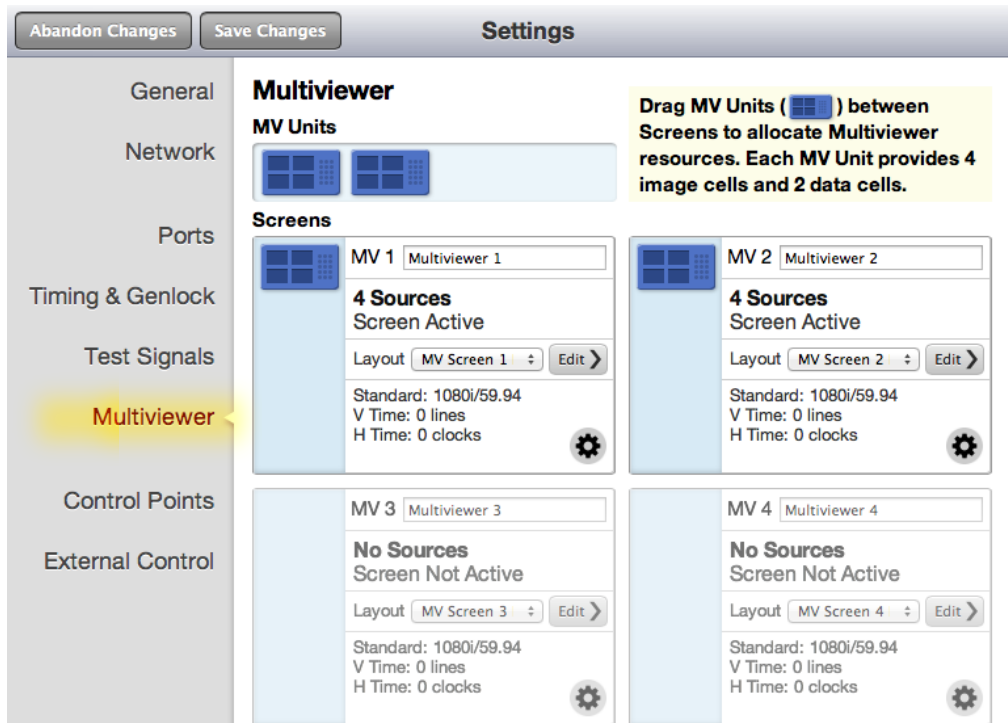 Abandon Changes
Save Changes
Settings
General
Network
Ports
Timing & Genlock
Test Signals
Multiviewer
Control Points
External Control
Multiviewer
MV Units
Drag MV Units ( ) between
Screens to allocate Multiviewer
resources. Each MV Unit provides 4
image cells and 2 data cells.
Screens
MV 1 Multiviewer 1
4 Sources
Screen Active
Layout MV Screen 1 Edit
Standard: 1080i/59.94
V Time: 0 lines
H Time: 0 clocks
MV 2 Multiviewer 2
4 Sources
Screen Active
Layout MV Screen 2 Edit
Standard: 1080i/59.94
V Time: 0 lines
H Time: 0 clocks
MV 3 Multiviewer 3
No Sources
Screen Not Active
Layout MV Screen 3 Edit
Standard: 1080i/59.94
V Time: 0 lines
H Time: 0 clocks
MV 4 Multiviewer 4
No Sources
Screen Not Active
Layout MV Screen 4 Edit
Standard: 1080i/59.94
V Time: 0 lines
H Time: 0 clocks